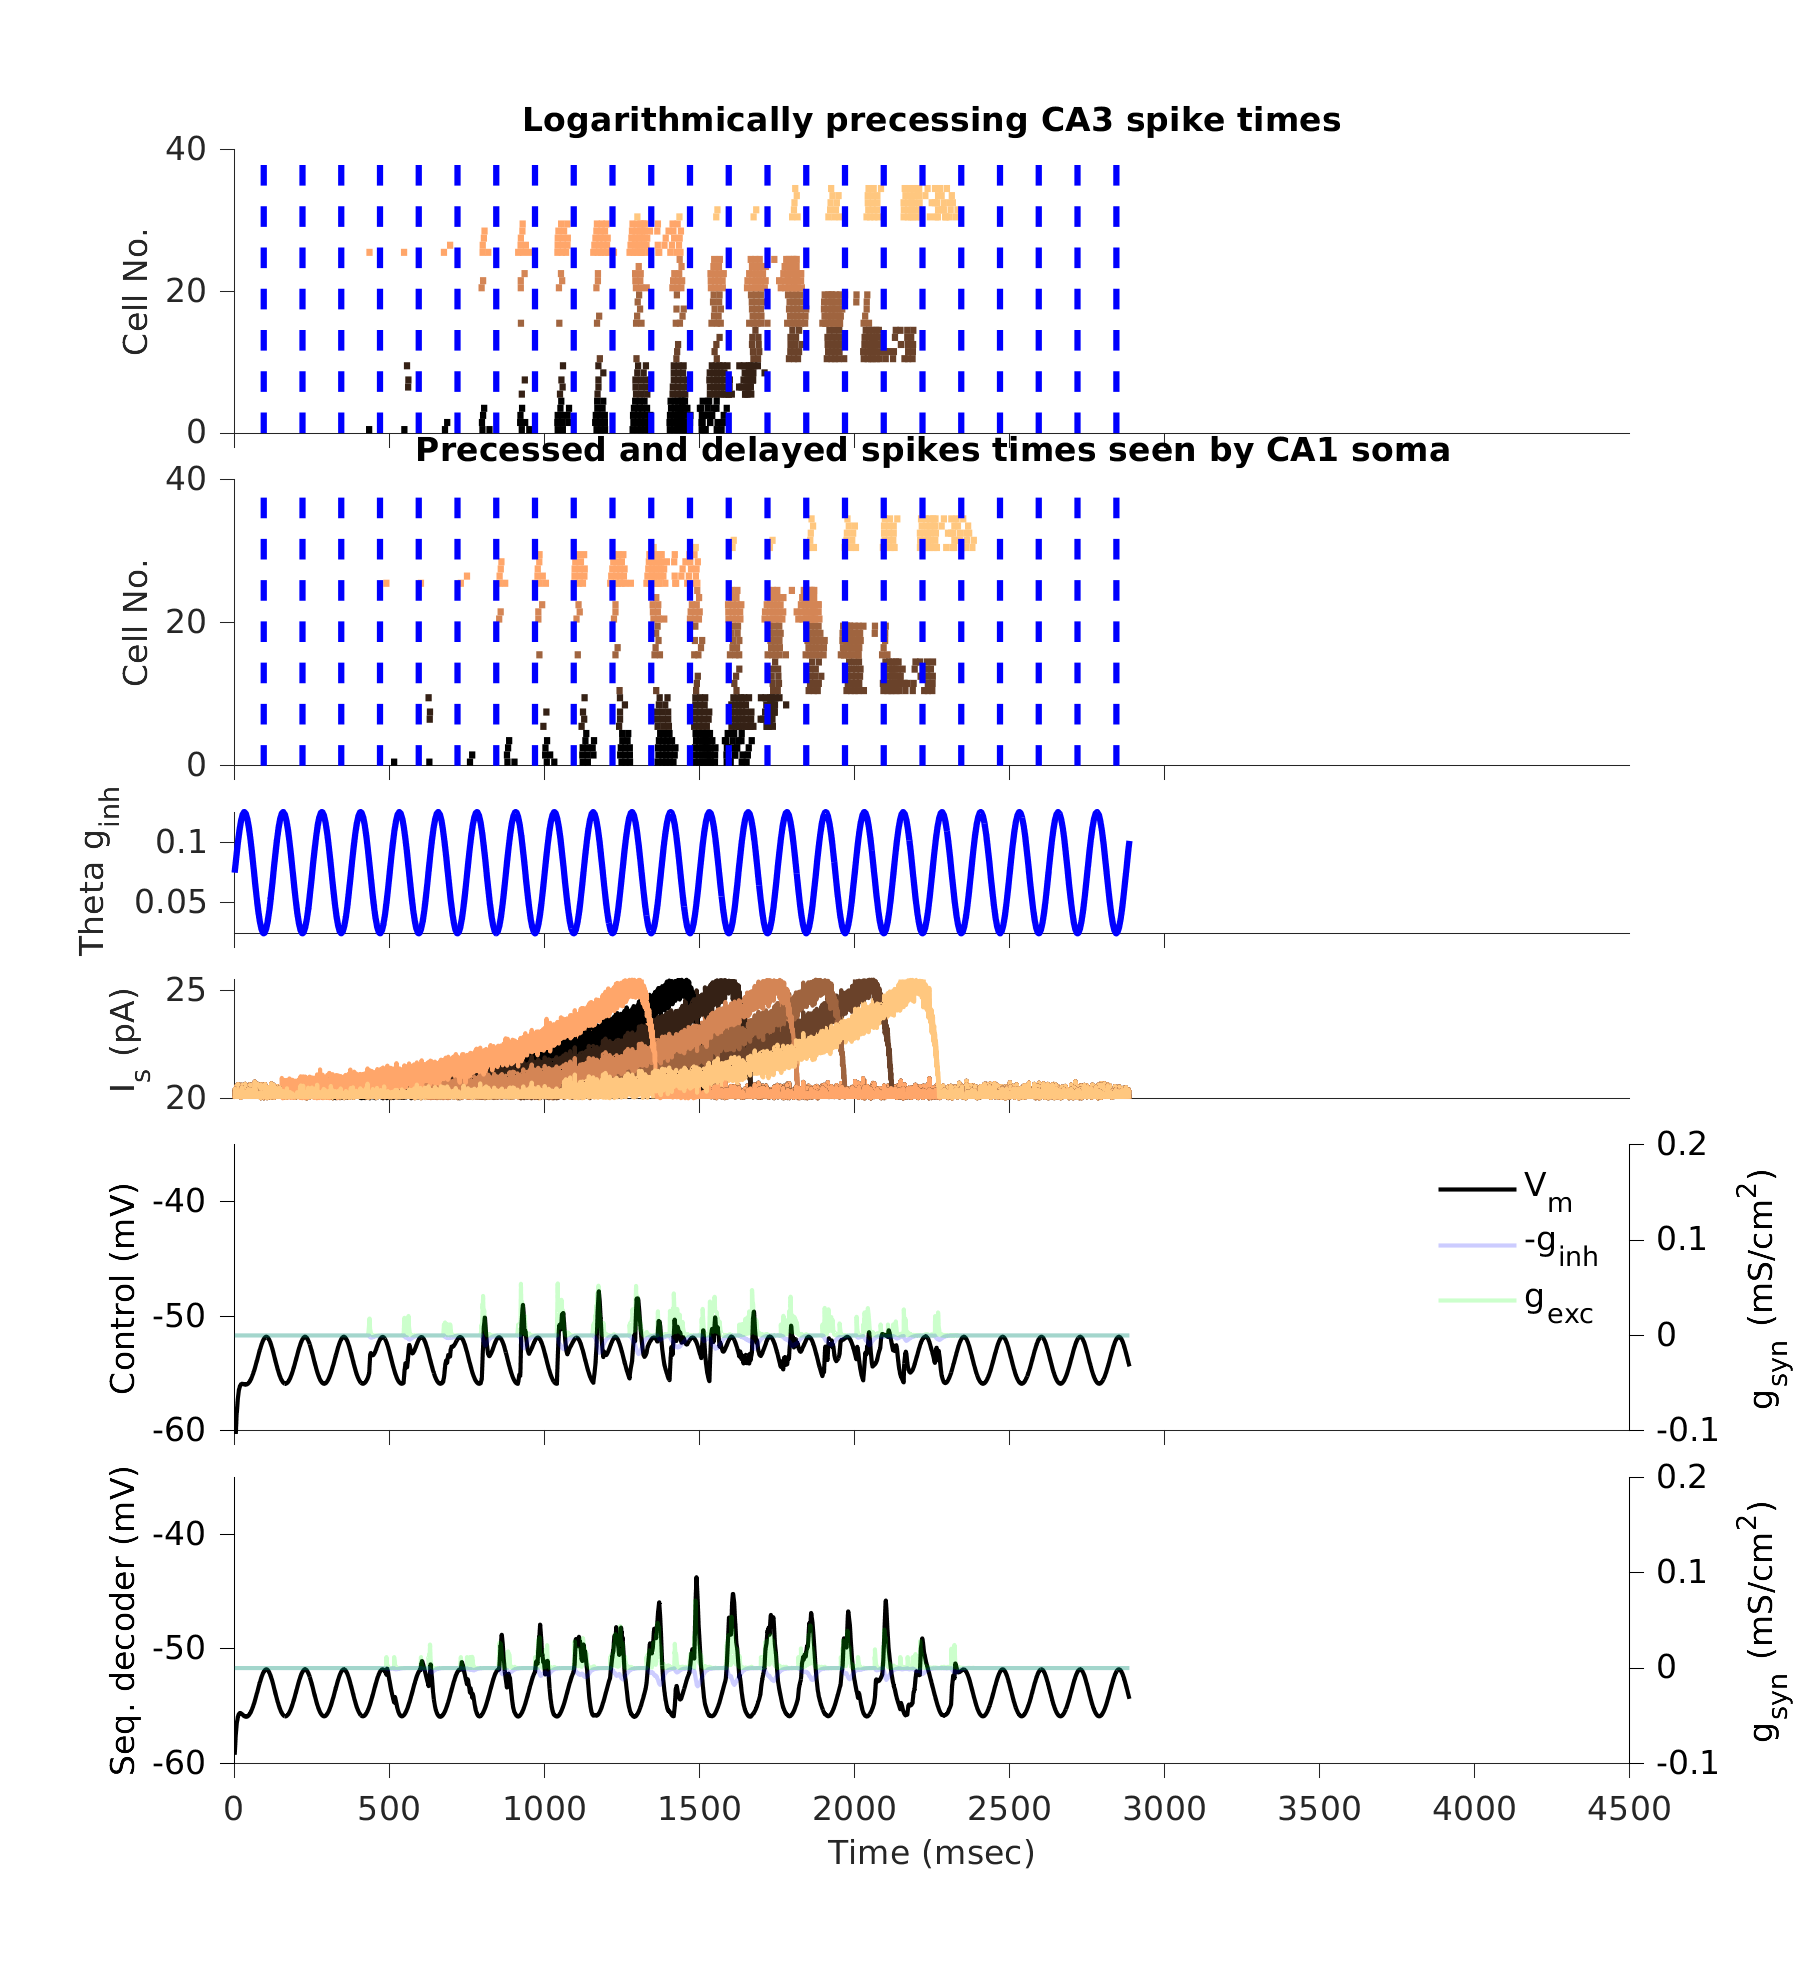 Logarithmically precessing CA3 spike times
40
20
0
Cell No.
Precessed and delayed spikes times seen by CA1 soma
40
20
0
Cell No.
0.1
0.05
Theta g_inh
25
20
I_s (pA)
-40
-50
-60
Control (mV)
V_m
-g_inh
g_exc
0.2
0.1
0
-0.1
g_syn (mS/cm²)
-40
-50
-60
Seq. decoder (mV)
0.2
0.1
0
-0.1
g_syn (mS/cm²)
0 500 1000 1500 2000 2500 3000 3500 4000 4500
Time (msec)